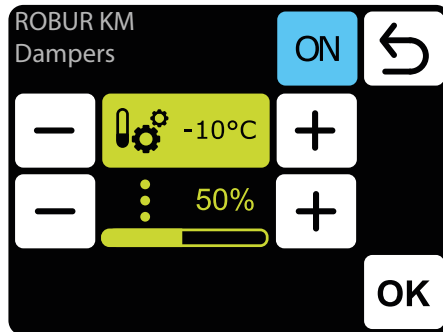 ROBUR KM
Dampers
ON
− -10°C +
− 50% +
OK